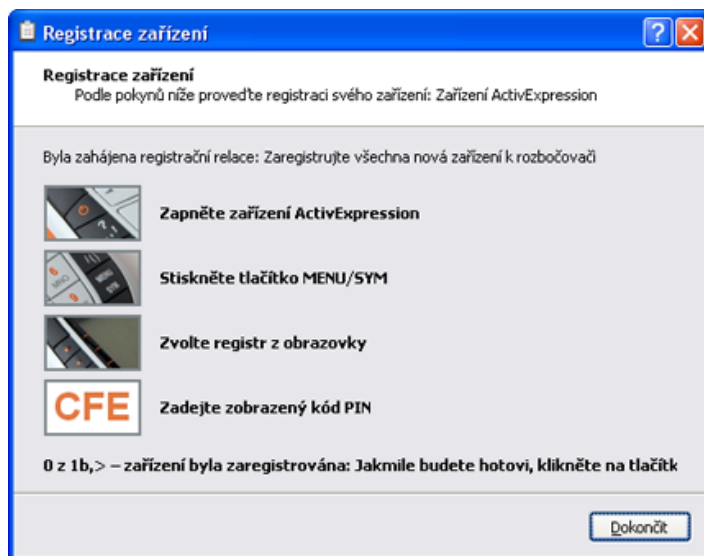 Registrace zařízení
Registrace zařízení
Podle pokynů níže proveďte registraci svého zařízení: Zařízení ActivExpression
Byla zahájena registrační relace: Zaregistrujte všechna nová zařízení k rozbočovači
Zapněte zařízení ActivExpression
Stiskněte tlačítko MENU/SYM
MENU
SYM
Zvolte registr z obrazovky
CFE
Zadejte zobrazený kód PIN
0 z 1b,> – zařízení byla zaregistrována: Jakmile budete hotovi, klikněte na tlačítk
Dokončit